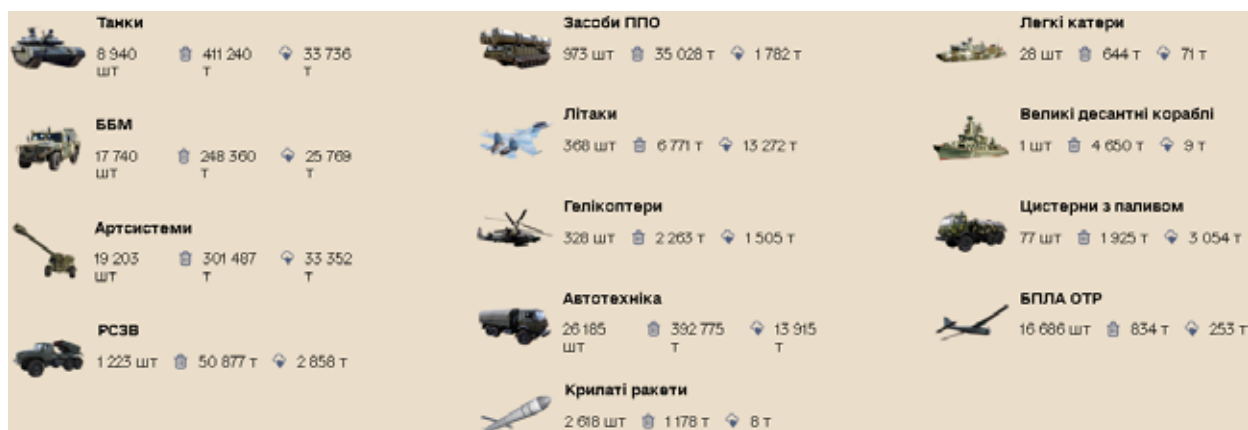 Танки
8 940 шт 411 240 т 33 736 т
ББМ
17 740 шт 248 360 т 25 769 т
Артсистеми
19 203 шт 301 487 т 33 352 т
РСЗВ
1 223 шт 50 877 т 2 858 т
Засоби ППО
973 шт 35 028 т 1 782 т
Літаки
368 шт 6 771 т 13 272 т
Гелікоптери
328 шт 2 263 т 1 505 т
Автотехніка
26 185 шт 392 775 т 13 915 т
Крилаті ракети
2 618 шт 1 178 т 8 т
Легкі катери
28 шт 644 т 71 т
Великі десантні кораблі
1 шт 4 650 т 9 т
Цистерни з паливом
77 шт 1 925 т 3 054 т
БПЛА ОТР
16 686 шт 834 т 253 т